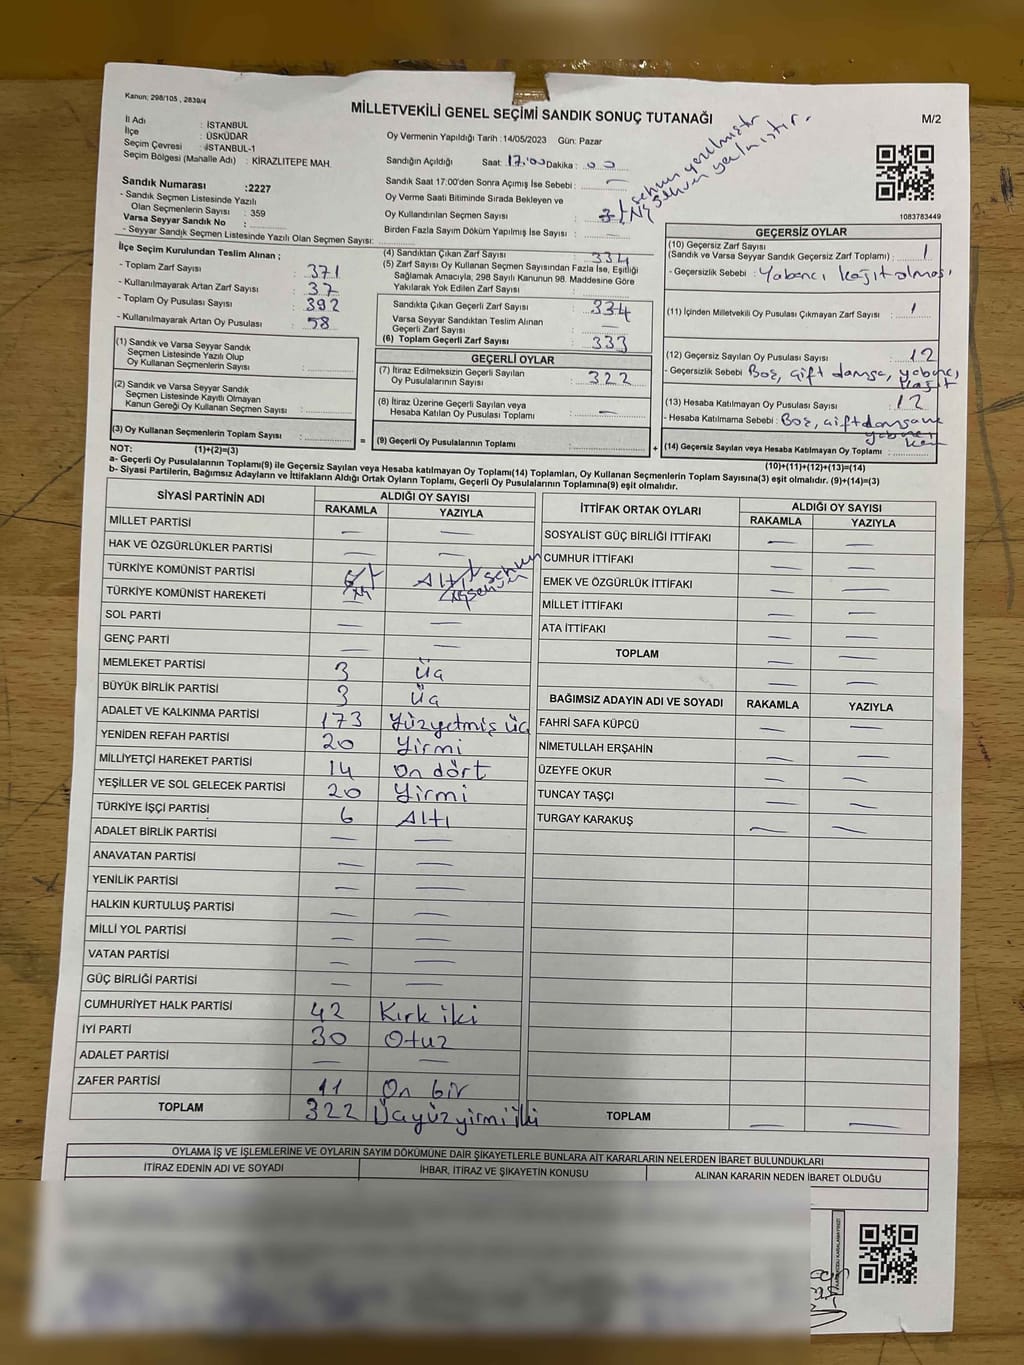 Kanun; 298/105 , 2839/4
MİLLETVEKİLİ GENEL SEÇİMİ SANDIK SONUÇ TUTANAĞI
M/2
İl Adı : İSTANBUL
İlçe : ÜSKÜDAR
Seçim Çevresi : İSTANBUL-1
Seçim Bölgesi (Mahalle Adı) : KİRAZLITEPE MAH.
Oy Vermenin Yapıldığı Tarih : 14/05/2023 Gün: Pazar
Sandığın Açıldığı Saat: 17:00 Dakika : 00
Sandık Saat 17:00'den Sonra Açımış İse Sebebi : —
Oy Verme Saati Bitiminde Sırada Bekleyen ve
Oy Kullandırılan Seçmen Sayısı :
sehven yazılmıştır
sehven yazılmıştır.
Birden Fazla Sayım Döküm Yapılmış İse Sayısı : —
1083783449
Sandık Numarası :2227
- Sandık Seçmen Listesinde Yazılı
Olan Seçmenlerin Sayısı : 359
Varsa Seyyar Sandık No :
- Seyyar Sandık Seçmen Listesinde Yazılı Olan Seçmen Sayısı:
İlçe Seçim Kurulundan Teslim Alınan ;
- Toplam Zarf Sayısı : 371
- Kullanılmayarak Artan Zarf Sayısı : 37
- Toplam Oy Pusulası Sayısı : 392
- Kullanılmayarak Artan Oy Pusulası : 58
(1) Sandık ve Varsa Seyyar Sandık
Seçmen Listesinde Yazılı Olup
Oy Kullanan Seçmenlerin Sayısı :
(2) Sandık ve Varsa Seyyar Sandık
Seçmen Listesinde Kayıtlı Olmayan
Kanun Gereği Oy Kullanan Seçmen Sayısı :
(3) Oy Kullanan Seçmenlerin Toplam Sayısı :
(4) Sandıktan Çıkan Zarf Sayısı : 334
(5) Zarf Sayısı Oy Kullanan Seçmen Sayısından Fazla İse, Eşitliği
Sağlamak Amacıyla, 298 Sayılı Kanunun 98. Maddesine Göre
Yakılarak Yok Edilen Zarf Sayısı :
Sandıkta Çıkan Geçerli Zarf Sayısı : 334
Varsa Seyyar Sandıktan Teslim Alınan
Geçerli Zarf Sayısı : —
(6) Toplam Geçerli Zarf Sayısı : 333
GEÇERLİ OYLAR
(7) İtiraz Edilmeksizin Geçerli Sayılan
Oy Pusulalarının Sayısı : 322
(8) İtiraz Üzerine Geçerli Sayılan veya
Hesaba Katılan Oy Pusulası Toplamı : —
= (9) Geçerli Oy Pusulalarının Toplamı : +
GEÇERSİZ OYLAR
(10) Geçersiz Zarf Sayısı
(Sandık ve Varsa Seyyar Sandık Geçersiz Zarf Toplamı) : 1
- Geçersizlik Sebebi : Yabancı kağıt olması
(11) İçinden Milletvekili Oy Pusulası Çıkmayan Zarf Sayısı : 1
(12) Geçersiz Sayılan Oy Pusulası Sayısı : 12
- Geçersizlik Sebebi : Boş, çift damga, yabancı
kağıt
(13) Hesaba Katılmayan Oy Pusulası Sayısı : 12
- Hesaba Katılmama Sebebi : Boş, çift damga
yabancı
(14) Geçersiz Sayılan veya Hesaba Katılmayan Oy Toplamı :
NOT: (1)+(2)=(3)
(10)+(11)+(12)+(13)=(14)
a- Geçerli Oy Pusulalarının Toplamı(9) ile Geçersiz Sayılan veya Hesaba katılmayan Oy Toplamı(14) Toplamları, Oy Kullanan Seçmenlerin Toplam Sayısına(3) eşit olmalıdır. (9)+(14)=(3)
b- Siyasi Partilerin, Bağımsız Adayların ve İttifakların Aldığı Ortak Oyların Toplamı, Geçerli Oy Pusulalarının Toplamına(9) eşit olmalıdır.
SİYASİ PARTİNİN ADI ALDIĞI OY SAYISI
RAKAMLA YAZIYLA
MİLLET PARTİSİ — —
HAK VE ÖZGÜRLÜKLER PARTİSİ — —
TÜRKİYE KOMÜNİST PARTİSİ 6 Altı sehven
TÜRKİYE KOMÜNİST HAREKETİ — — sehven
SOL PARTİ — —
GENÇ PARTİ — —
MEMLEKET PARTİSİ 3 Üç
BÜYÜK BİRLİK PARTİSİ 3 Üç
ADALET VE KALKINMA PARTİSİ 173 Yüzyetmiş üç
YENİDEN REFAH PARTİSİ 20 Yirmi
MİLLİYETÇİ HAREKET PARTİSİ 14 On dört
YEŞİLLER VE SOL GELECEK PARTİSİ 20 Yirmi
TÜRKİYE İŞÇİ PARTİSİ 6 Altı
ADALET BİRLİK PARTİSİ — —
ANAVATAN PARTİSİ — —
YENİLİK PARTİSİ — —
HALKIN KURTULUŞ PARTİSİ — —
MİLLİ YOL PARTİSİ — —
VATAN PARTİSİ — —
GÜÇ BİRLİĞİ PARTİSİ — —
CUMHURİYET HALK PARTİSİ 42 Kırk iki
İYİ PARTİ 30 Otuz
ADALET PARTİSİ — —
ZAFER PARTİSİ 11 On bir
TOPLAM 322 Üçyüzyirmiiki
İTTİFAK ORTAK OYLARI ALDIĞI OY SAYISI
RAKAMLA YAZIYLA
SOSYALİST GÜÇ BİRLİĞİ İTTİFAKI — —
CUMHUR İTTİFAKI — —
EMEK VE ÖZGÜRLÜK İTTİFAKI — —
MİLLET İTTİFAKI — —
ATA İTTİFAKI — —
TOPLAM — —
BAĞIMSIZ ADAYIN ADI VE SOYADI RAKAMLA YAZIYLA
FAHRİ SAFA KÜPCÜ — —
NİMETULLAH ERŞAHİN — —
ÜZEYFE OKUR — —
TUNCAY TAŞÇI — —
TURGAY KARAKUŞ — —
TOPLAM — —
OYLAMA İŞ VE İŞLEMLERİNE VE OYLARIN SAYIM DÖKÜMÜNE DAİR ŞİKAYETLERLE BUNLARA AİT KARARLARIN NELERDEN İBARET BULUNDUKLARI
İTİRAZ EDENİN ADI VE SOYADI İHBAR, İTİRAZ VE ŞİKAYETİN KONUSU ALINAN KARARIN NEDEN İBARET OLDUĞU